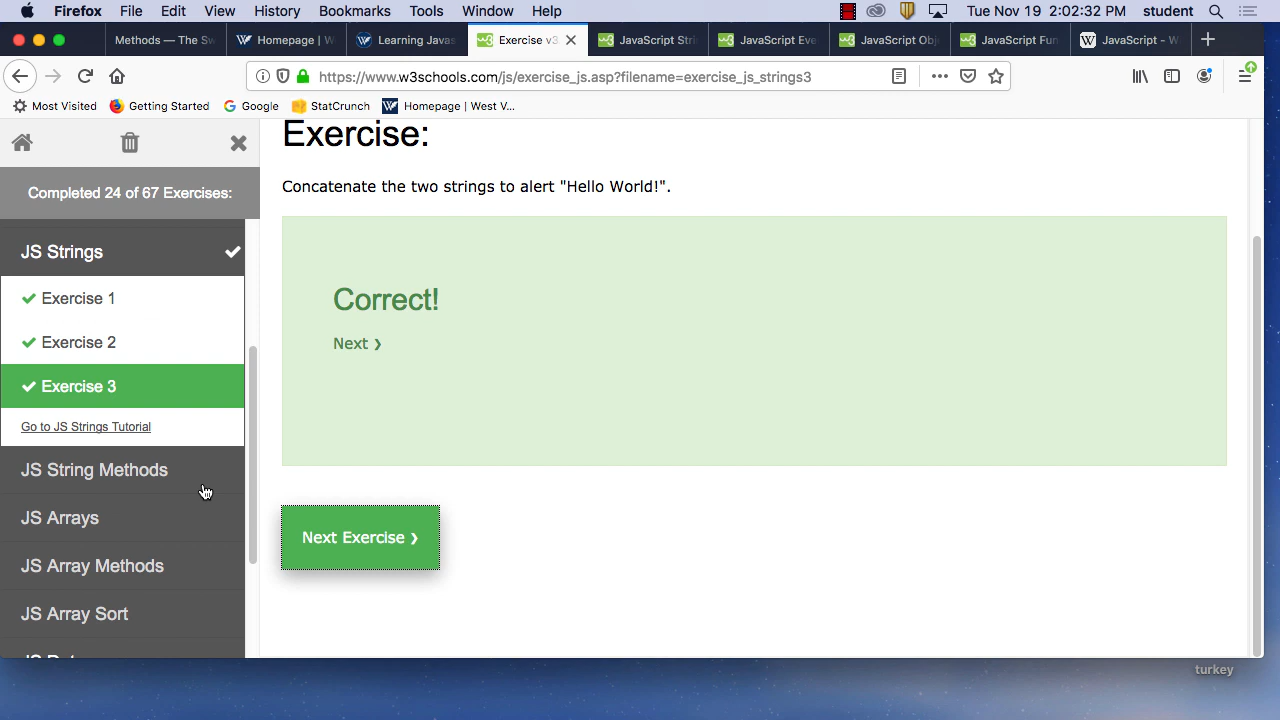 Firefox File Edit View History Bookmarks Tools Window Help Tue Nov 19 2:02:32 PM student
Methods — The Sw Homepage | W Learning Javas Exercise v3 JavaScript Stri JavaScript Eve JavaScript Obj JavaScript Fun JavaScript - W
https://www.w3schools.com/js/exercise_js.asp?filename=exercise_js_strings3
Most Visited Getting Started Google StatCrunch Homepage | West V...
Completed 24 of 67 Exercises:
JS Strings
Exercise 1
Exercise 2
Exercise 3
Go to JS Strings Tutorial
JS String Methods
JS Arrays
JS Array Methods
JS Array Sort
Exercise:
Concatenate the two strings to alert "Hello World!".
Correct!
Next ❯
Next Exercise ❯
turkey